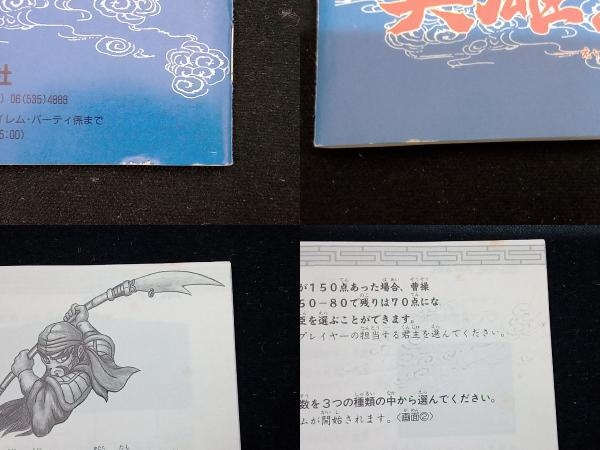 社
) 06(535)4888
イレム・パーティ係まで
5:00)
英雄
が150点あった場合、曹操
50-80で残りは70点にな
臣を選ぶことができます。
プレイヤーの担当する君主を選んでください。
数を3つの種類の中から選んでください。
ムが開始されます。〈画面②〉